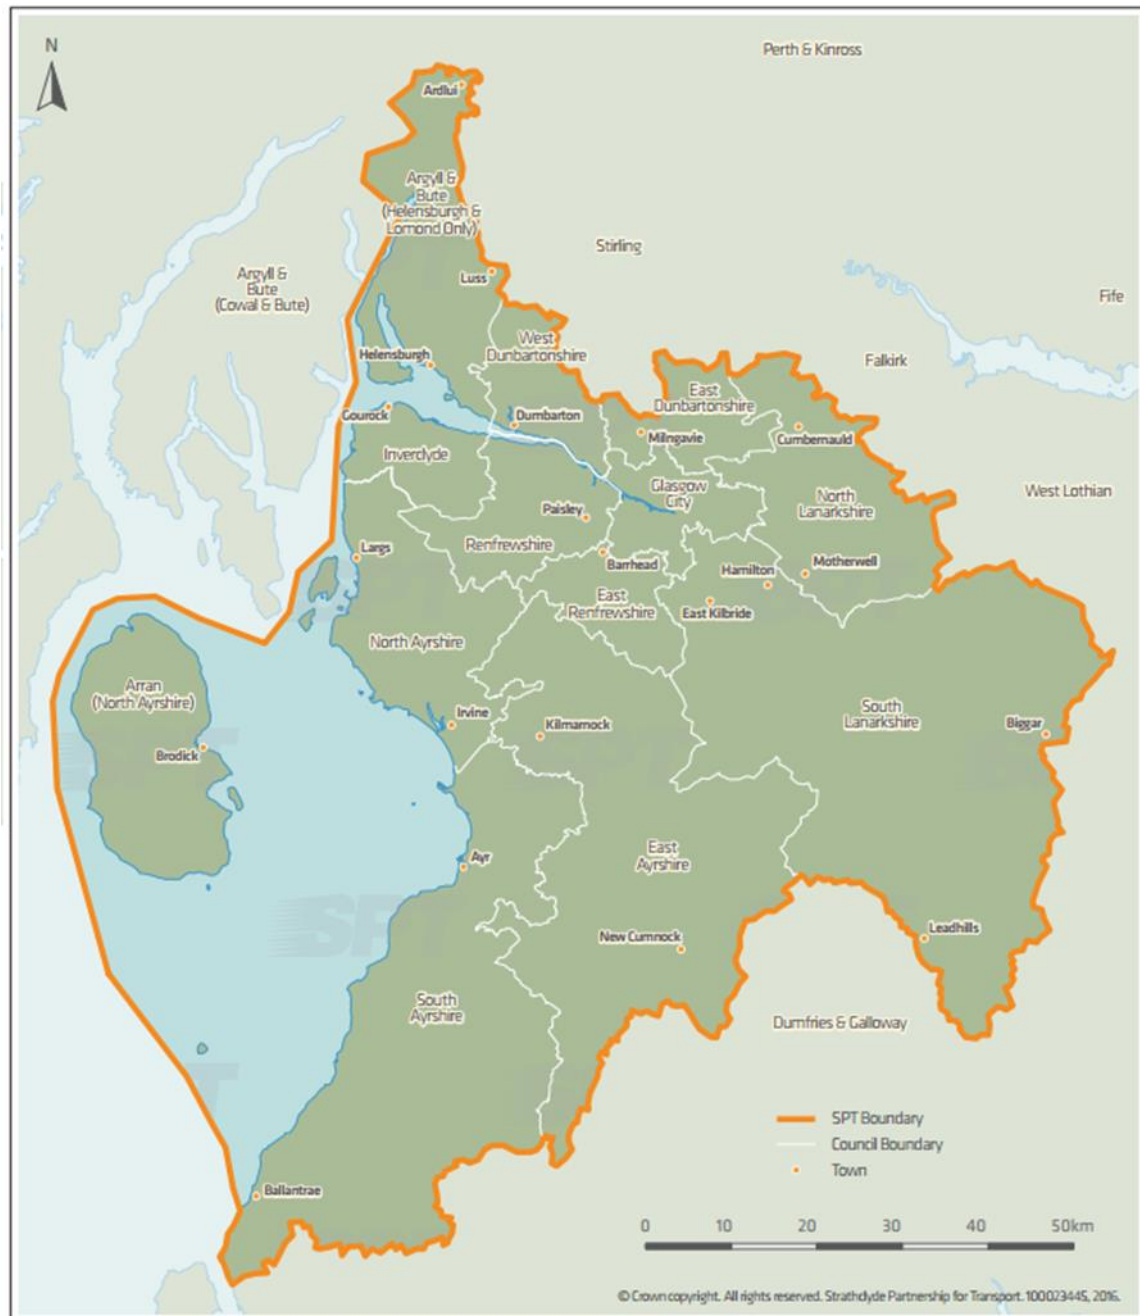 N
Perth & Kinross
Ardlui
Argyll &
Bute
(Helensburgh &
Lomond Only)
Stirling
Argyll &
Bute
(Cowal & Bute)
Luss
Fife
West
Dunbartonshire
Helensburgh
Falkirk
East
Dunbartonshire
Gourock
Dumbarton
Milngavie
Cumbernauld
Inverclyde
Glasgow
City
North
Lanarkshire
West Lothian
Paisley
Renfrewshire
Largs
Barrhead
Hamilton
Motherwell
East
Renfrewshire
East Kilbride
North Ayrshire
Arran
(North Ayrshire)
Irvine
Kilmarnock
South
Lanarkshire
Biggar
Brodick
East
Ayrshire
Ayr
SPT
New Cumnock
Leadhills
South
Ayrshire
Dumfries & Galloway
SPT Boundary
Council Boundary
Town
Ballantrae
0 10 20 30 40 50km
© Crown copyright. All rights reserved. Strathclyde Partnership for Transport. 100023445, 2016.